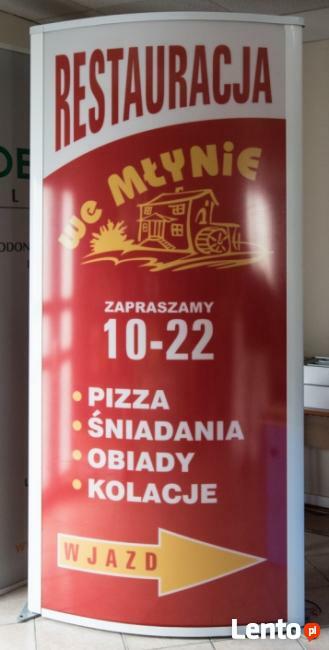 RESTAURACJA
we MŁYNiE
ZAPRASZAMY
10-22
• PIZZA
• ŚNIADANIA
• OBIADY
• KOLACJE
WJAZD
Lento.pl